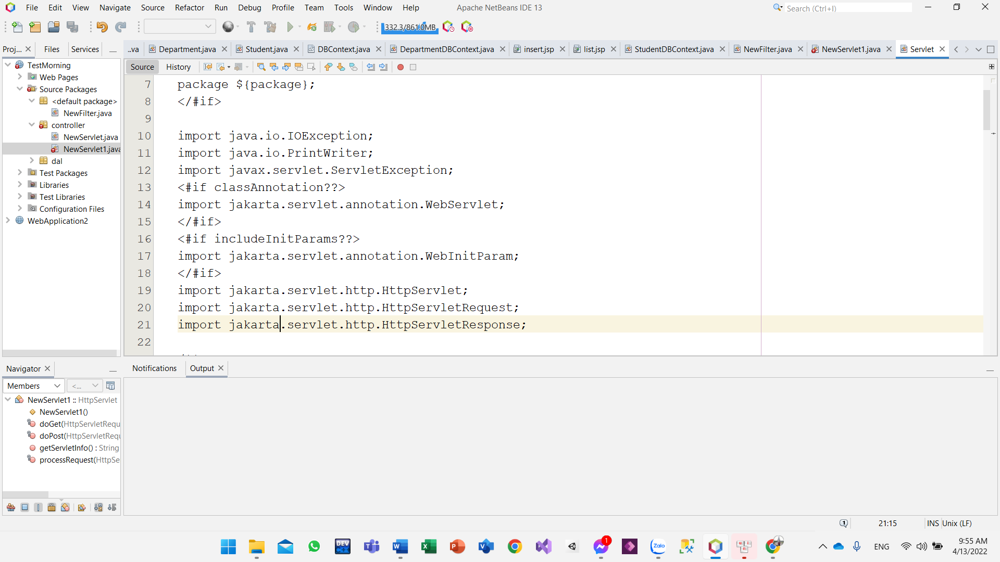 File Edit View Navigate Source Refactor Run Debug Profile Team Tools Window Help
Apache NetBeans IDE 13
Search (Ctrl+I)
332.3/861.0MB
Proj... Files Services
..va Department.java Student.java DBContext.java DepartmentDBContext.java insert.jsp list.jsp StudentDBContext.java NewFilter.java NewServlet1.java Servlet
TestMorning
Web Pages
Source Packages
<default package>
NewFilter.java
controller
NewServlet.java
NewServlet1.java
dal
Test Packages
Libraries
Test Libraries
Configuration Files
WebApplication2
Source History
7 package ${package};
8 </#if>
9
10 import java.io.IOException;
11 import java.io.PrintWriter;
12 import javax.servlet.ServletException;
13 <#if classAnnotation??>
14 import jakarta.servlet.annotation.WebServlet;
15 </#if>
16 <#if includeInitParams??>
17 import jakarta.servlet.annotation.WebInitParam;
18 </#if>
19 import jakarta.servlet.http.HttpServlet;
20 import jakarta.servlet.http.HttpServletRequest;
21 import jakarta.servlet.http.HttpServletResponse;
22
Navigator
Members <...
NewServlet1 :: HttpServlet
NewServlet1()
doGet(HttpServletRequ
doPost(HttpServletRequ
getServletInfo() : String
processRequest(HttpSe
Notifications Output
1 21:15 INS Unix (LF)
DEV C++
1
Zalo
ENG
9:55 AM
4/13/2022